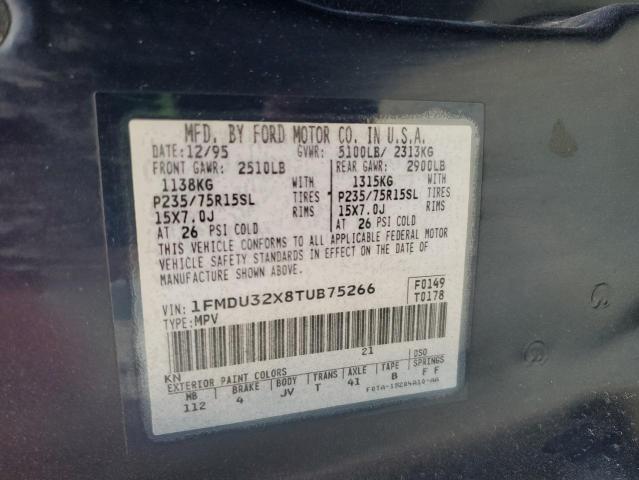 MFD. BY FORD MOTOR CO. IN U.S.A.
DATE: 12/95 GVWR: 5100LB/ 2313KG
FRONT GAWR: 2510LB REAR GAWR: 2900LB
1138KG WITH 1315KG WITH
P235/75R15SL TIRES P235/75R15SL TIRES
15X7.0J RIMS 15X7.0J RIMS
AT 26 PSI COLD AT 26 PSI COLD
THIS VEHICLE CONFORMS TO ALL APPLICABLE FEDERAL MOTOR
VEHICLE SAFETY STANDARDS IN EFFECT ON THE DATE OF
MANUFACTURE SHOWN ABOVE.
VIN: 1FMDU32X8TUB75266 F0149
TYPE: MPV T0178
21
KN DSO
EXTERIOR PAINT COLORS
WB BRAKE BODY TRANS AXLE TAPE SPRINGS
112 4 JV T 41 B F F